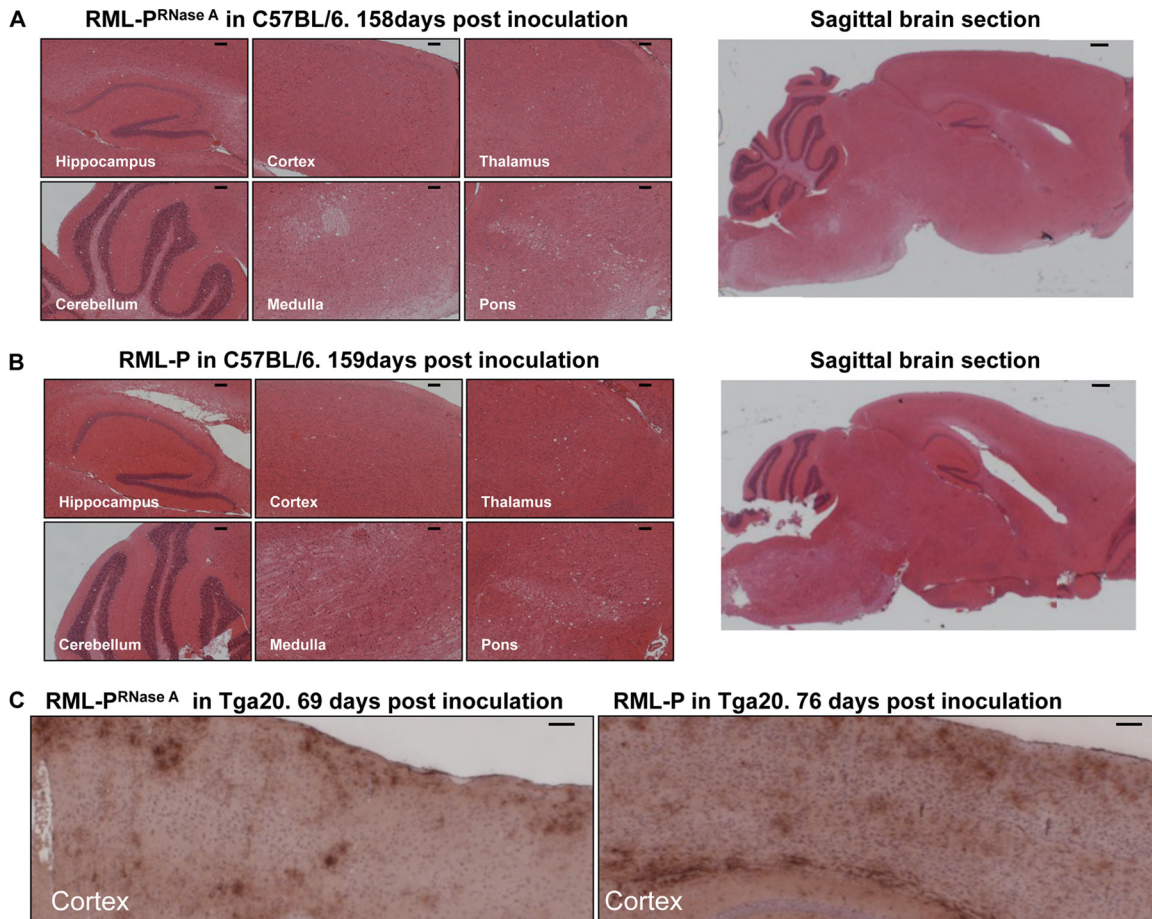 A
RML-PRNase A in C57BL/6. 158days post inoculation
Sagittal brain section
Hippocampus
Cortex
Thalamus
Cerebellum
Medulla
Pons
B
RML-P in C57BL/6. 159days post inoculation
Sagittal brain section
Hippocampus
Cortex
Thalamus
Cerebellum
Medulla
Pons
C
RML-PRNase A in Tga20. 69 days post inoculation
RML-P in Tga20. 76 days post inoculation
Cortex
Cortex